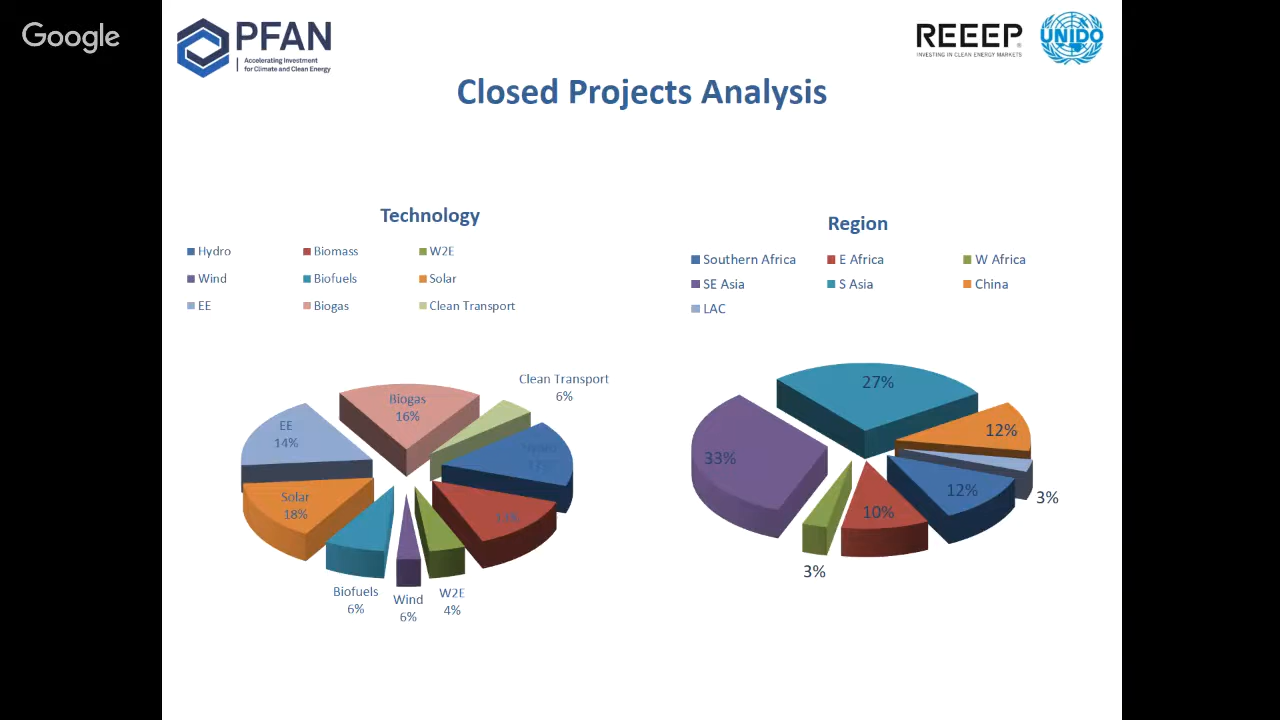 Google
PFAN
Accelerating Investment
for Climate and Clean Energy
REEEP
INVESTING IN CLEAN ENERGY MARKETS
UNIDO
Closed Projects Analysis
Technology
Hydro Biomass W2E
Wind Biofuels Solar
EE Biogas Clean Transport
Clean Transport
6%
Biogas
16%
EE
14%
Solar
18%
Biofuels
6%
Wind
6%
W2E
4%
Region
Southern Africa E Africa W Africa
SE Asia S Asia China
LAC
27%
12%
33%
12%
3%
10%
3%